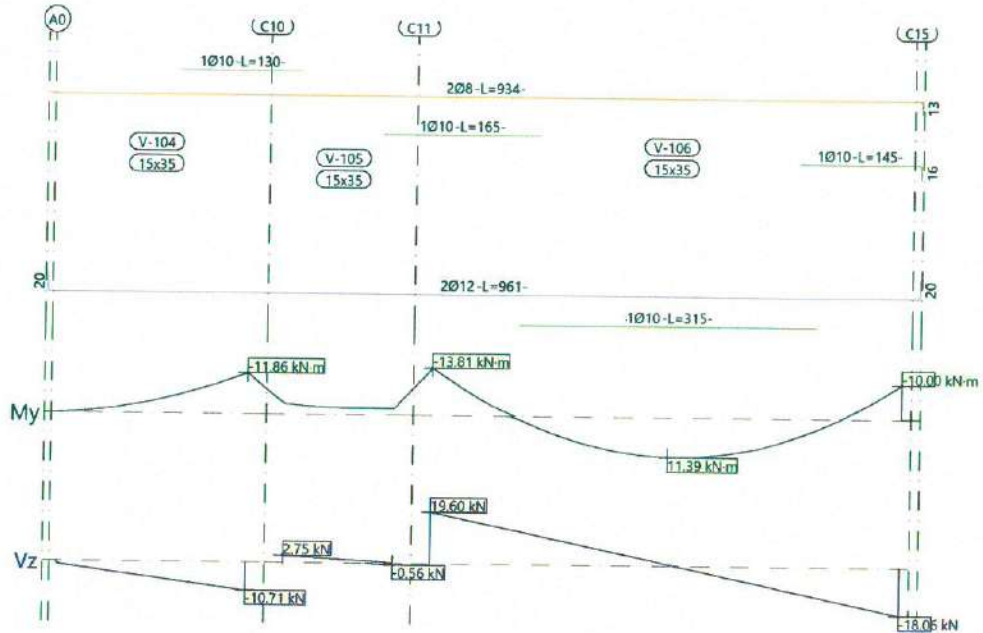 A0
C10
C11
C15
1Ø10-L=130-
2Ø8-L=934-
13
1Ø10-L=165-
V-104
15x35
V-105
15x35
V-106
15x35
1Ø10-L=145-
16
20
2Ø12-L=961-
20
1Ø10-L=315-
-11.86 kN·m
-13.81 kN·m
-10.00 kN·m
My
11.39 kN·m
19.60 kN
2.75 kN
Vz
-0.56 kN
-10.71 kN
-18.06 kN